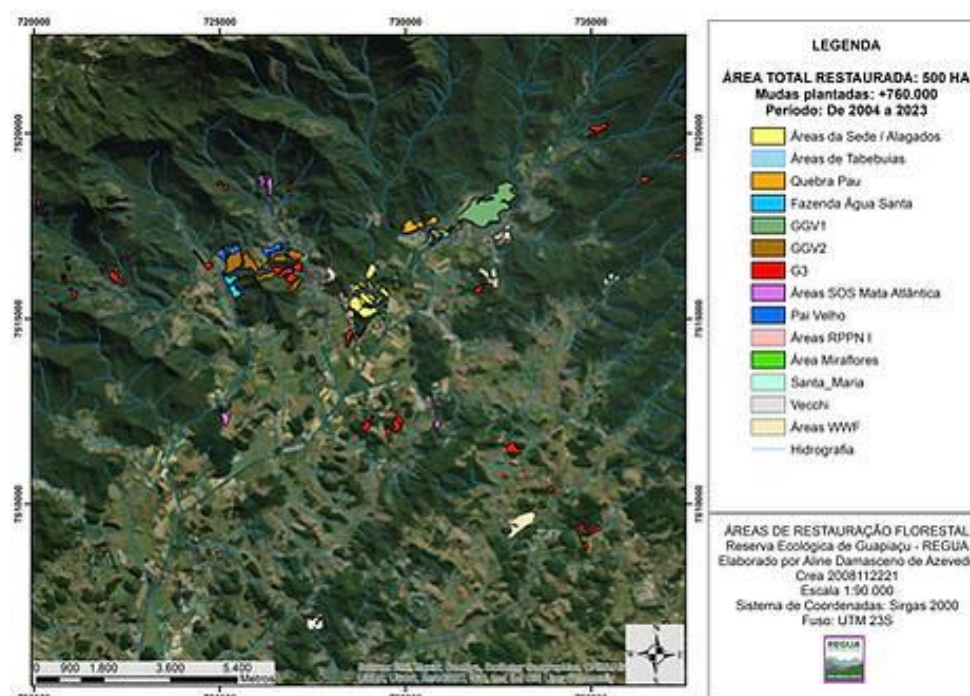 720000 725000 730000 735000
7520000 7520000
7515000 7515000
7510000 7510000
0 900 1.800 3.600 5.400
Metros
LEGENDA
ÁREA TOTAL RESTAURADA: 500 HA
Mudas plantadas: +760.000
Período: De 2004 a 2023
Áreas da Sede / Alagados
Áreas de Tabebuias
Quebra Pau
Fazenda Água Santa
GGV1
GGV2
G3
Áreas SOS Mata Atlântica
Pai Velho
Áreas RPPN I
Área Miraflores
Santa_Maria
Vecchi
Áreas WWF
Hidrografia
ÁREAS DE RESTAURAÇÃO FLORESTAL
Reserva Ecológica de Guapiaçu - REGUA
Elaborado por Aline Damasceno de Azeved
Crea 2008112221
Escala 1:90.000
Sistema de Coordenadas: Sirgas 2000
Fuso: UTM 23S
REGUA